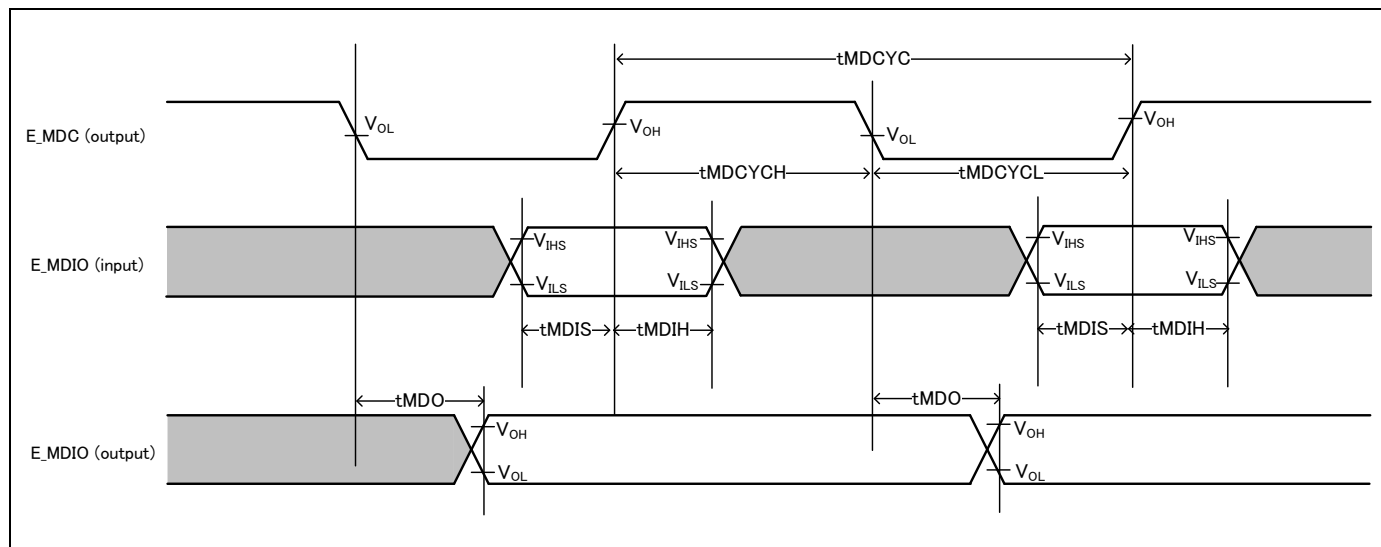 tMDCYC
E_MDC (output)
VOL
VOH
VOL
VOH
tMDCYCH
tMDCYCL
E_MDIO (input)
VIHS
VIHS
VIHS
VIHS
VILS
VILS
VILS
VILS
tMDIS
tMDIH
tMDIS
tMDIH
tMDO
tMDO
E_MDIO (output)
VOH
VOH
VOL
VOL